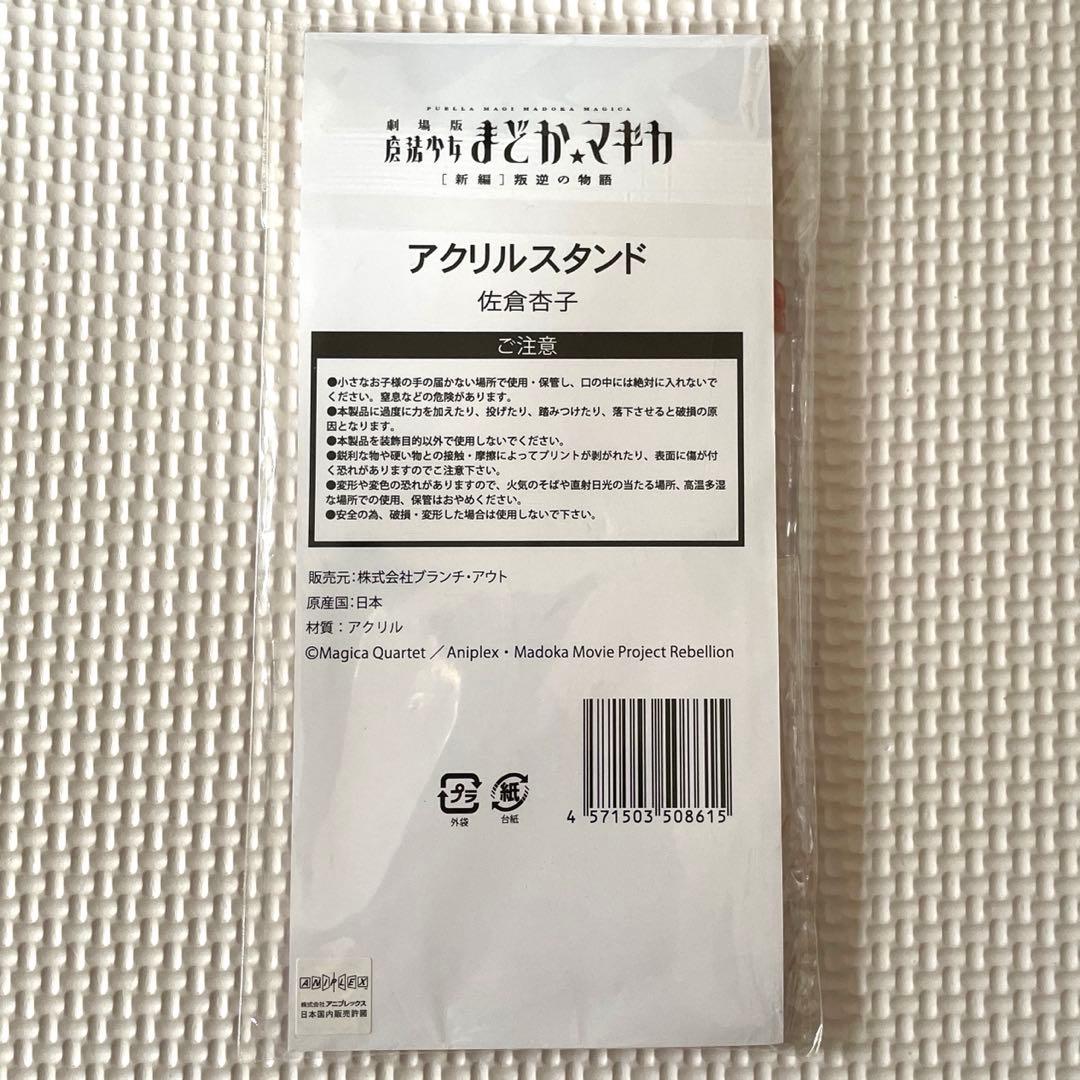 PUELLA MAGI MADOKA MAGICA
劇場版
魔法少女まどか★マギカ
[新編]叛逆の物語
アクリルスタンド
佐倉杏子
ご注意
●小さなお子様の手の届かない場所で使用・保管し、口の中には絶対に入れないで
ください。窒息などの危険があります。
●本製品に過度に力を加えたり、投げたり、踏みつけたり、落下させると破損の原
因となります。
●本製品を装飾目的以外で使用しないでください。
●鋭利な物や硬い物との接触・摩擦によってプリントが剥がれたり、表面に傷が付
く恐れがありますのでご注意下さい。
●変形や変色の恐れがありますので、火気のそばや直射日光の当たる場所、高温多湿
な場所での使用、保管はおやめください。
●安全の為、破損・変形した場合は使用しないで下さい。
販売元:株式会社ブランチ・アウト
原産国:日本
材質:アクリル
©Magica Quartet／Aniplex・Madoka Movie Project Rebellion
プラ
外袋
紙
台紙
4 571503 508615
ANIPLEX
株式会社アニプレックス
日本国内販売許諾